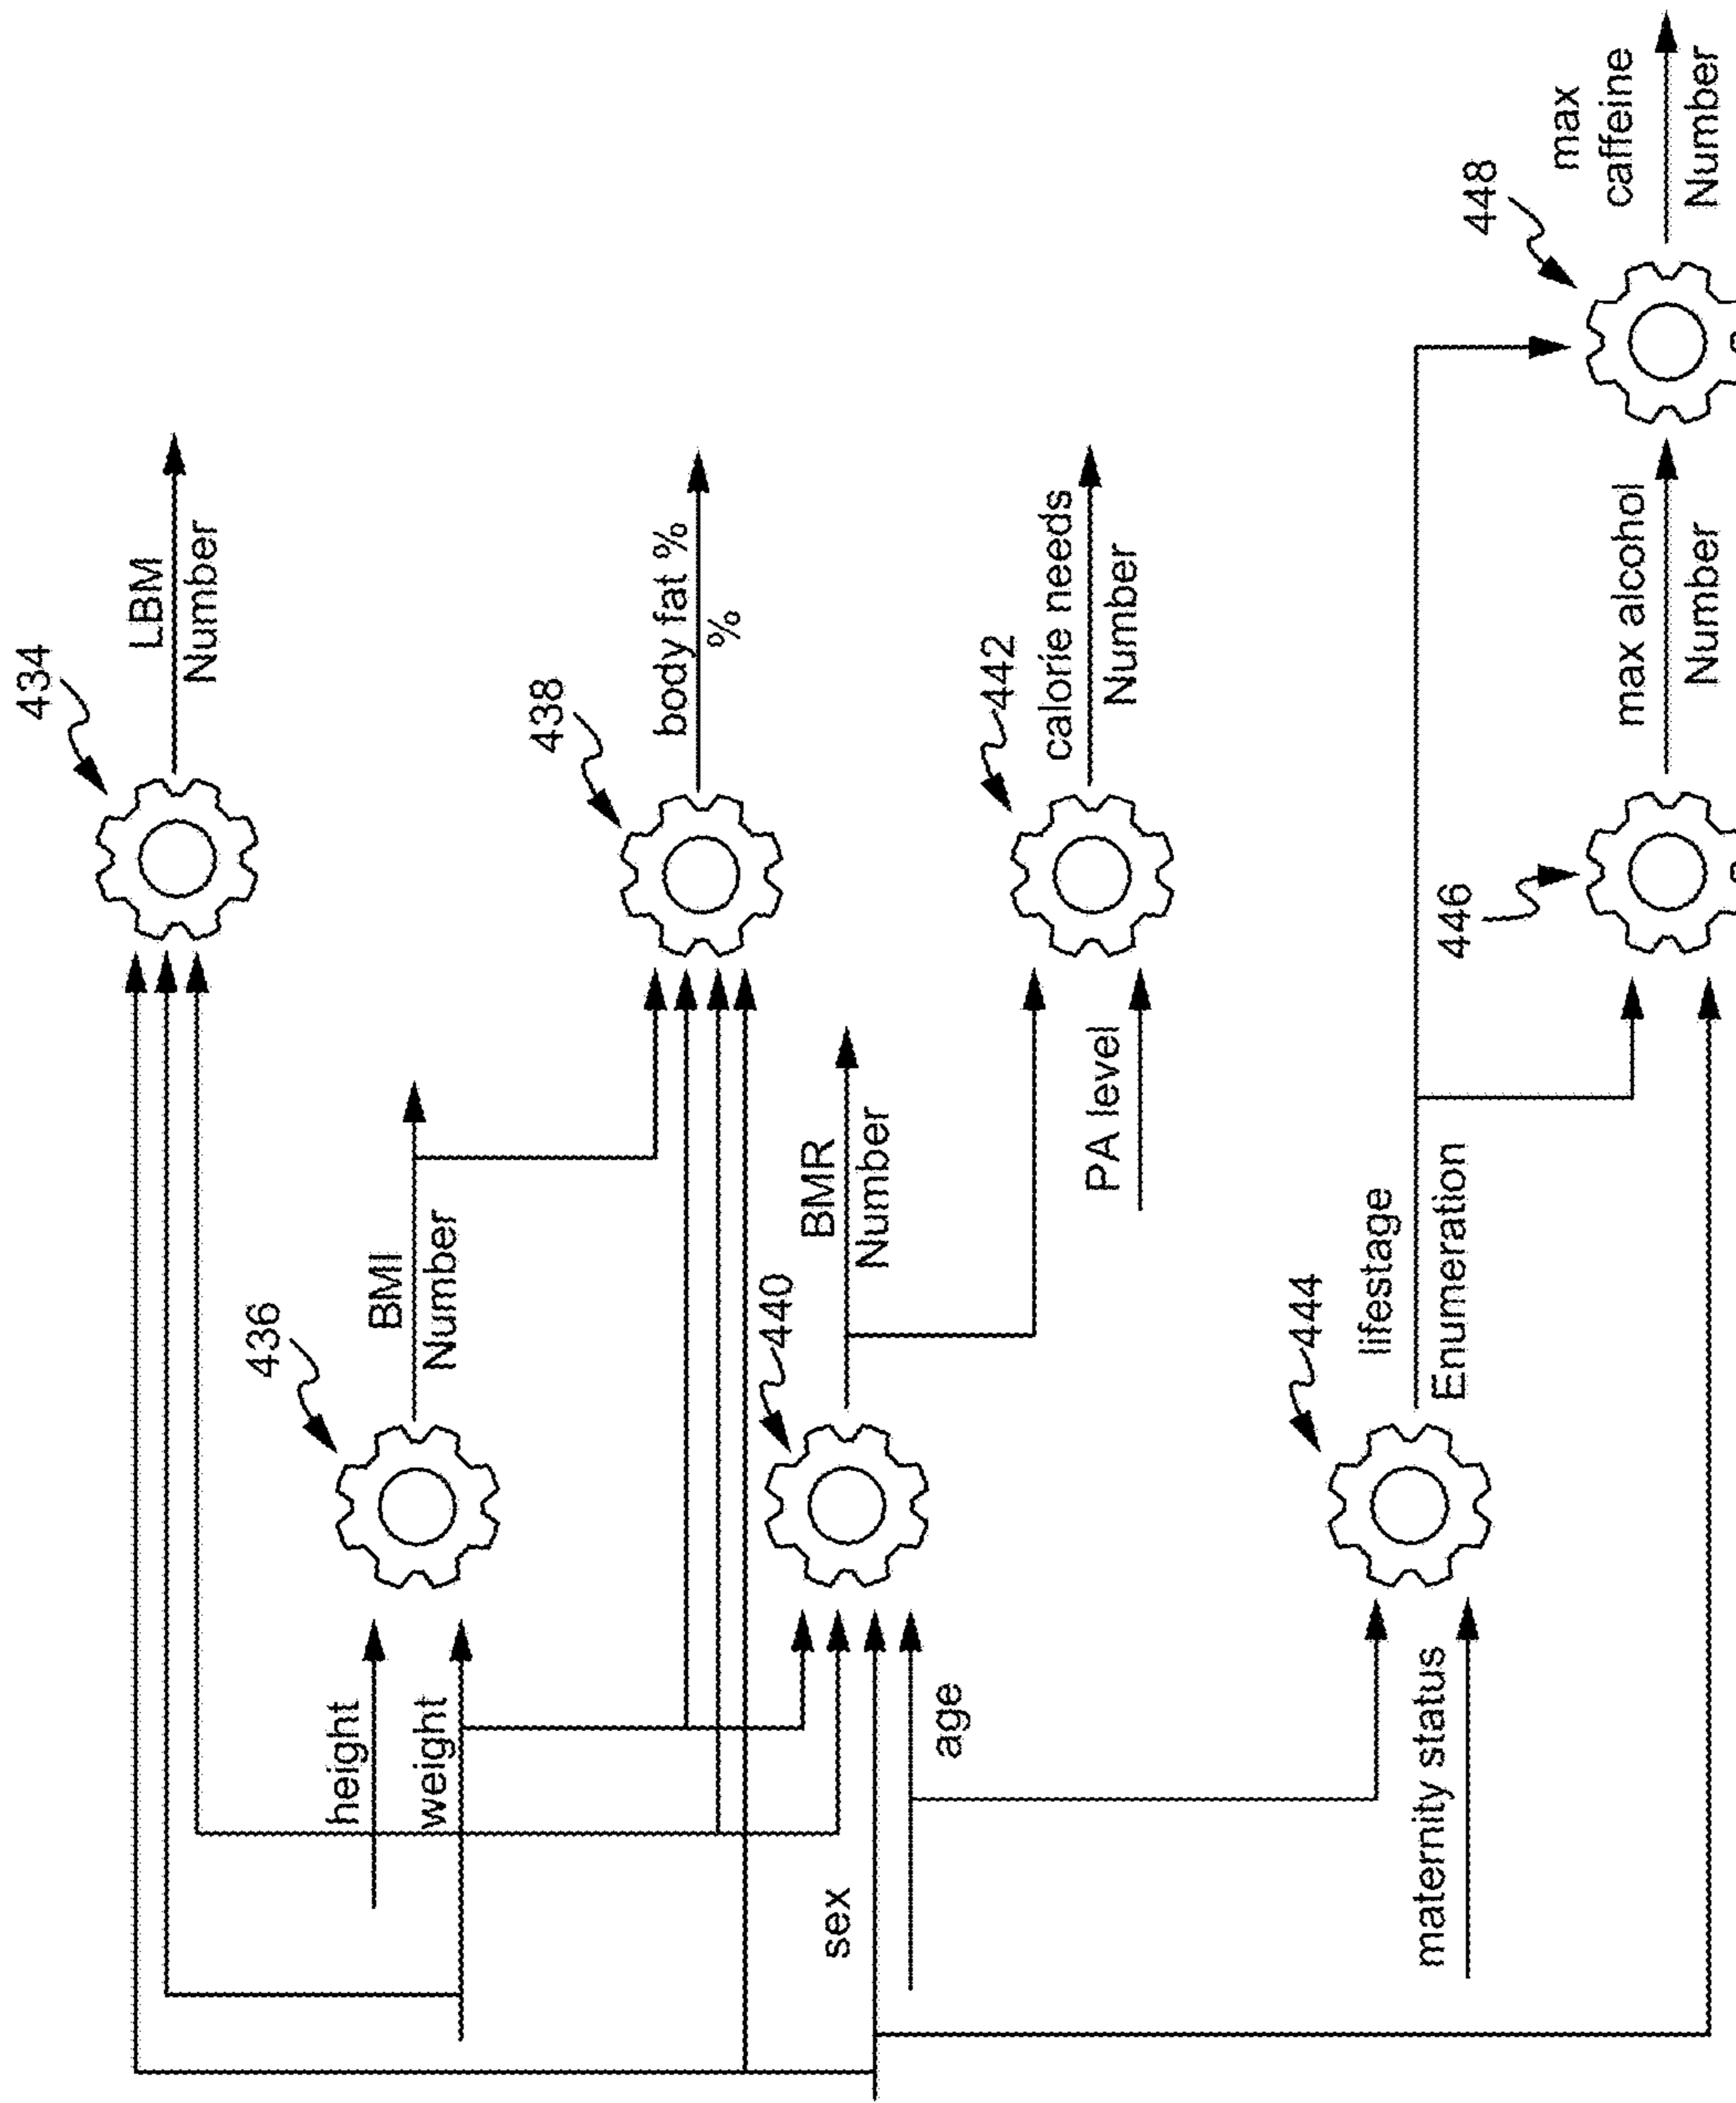 434
LBM
Number
436
BMI
Number
height
weight
438
body fat %
%
440
BMR
Number
sex
age
442
calorie needs
Number
PA level
444
lifestage
Enumeration
maternity status
446
max alcohol
Number
448
max
caffeine
Number